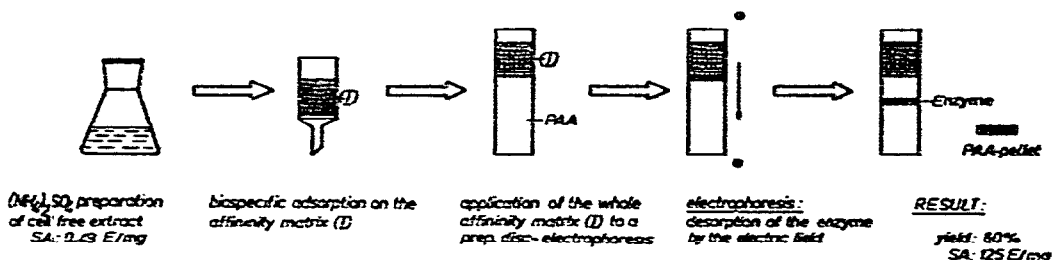 (I)
(I)
PAA
Enzyme
PAA-pellet
(NH4)2SO4 preparation
of cell free extract
SA: E/mg
biospecific adsorption on the
affinity matrix (I)
application of the whole
affinity matrix (I) to a
prep. disc-electrophoresis
electrophoresis:
desorption of the enzyme
by the electric field
RESULT:
yield: 80%
SA: 125 E/mg